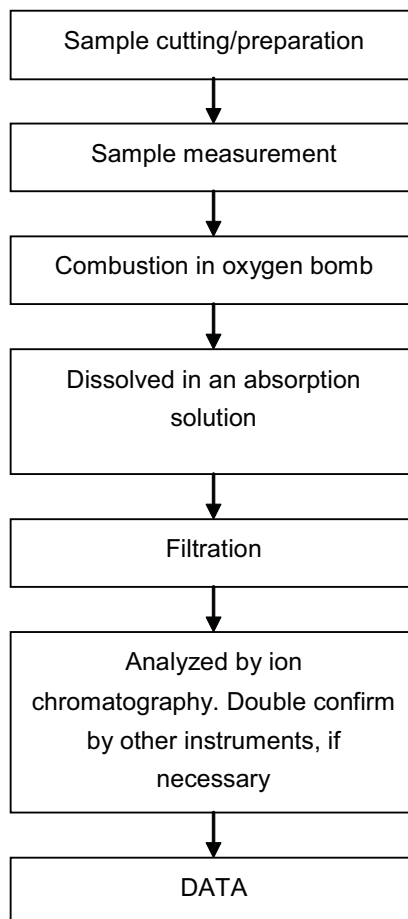 Sample cutting/preparation
Sample measurement
Combustion in oxygen bomb
Dissolved in an absorption
solution
Filtration
Analyzed by ion
chromatography. Double confirm
by other instruments, if
necessary
DATA